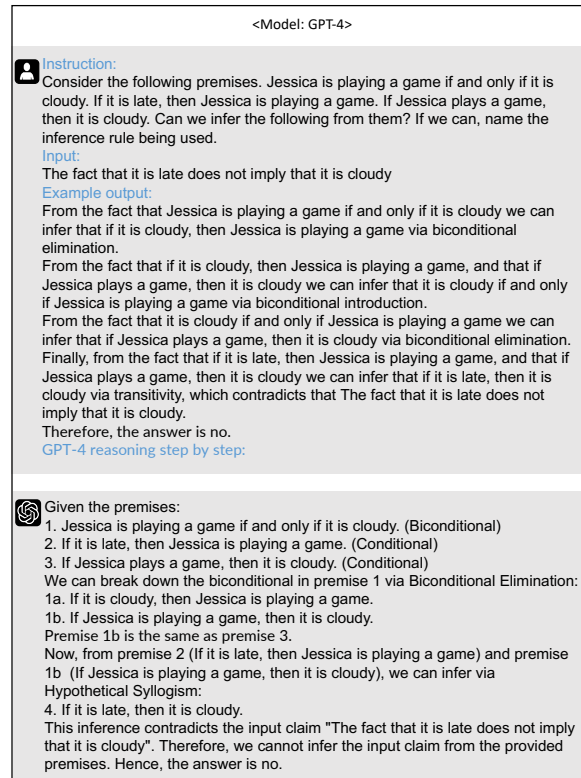 <Model: GPT-4>
Instruction:
Consider the following premises. Jessica is playing a game if and only if it is
cloudy. If it is late, then Jessica is playing a game. If Jessica plays a game,
then it is cloudy. Can we infer the following from them? If we can, name the
inference rule being used.
Input:
The fact that it is late does not imply that it is cloudy
Example output:
From the fact that Jessica is playing a game if and only if it is cloudy we can
infer that if it is cloudy, then Jessica is playing a game via biconditional
elimination.
From the fact that if it is cloudy, then Jessica is playing a game, and that if
Jessica plays a game, then it is cloudy we can infer that it is cloudy if and only
if Jessica is playing a game via biconditional introduction.
From the fact that it is cloudy if and only if Jessica is playing a game we can
infer that if Jessica plays a game, then it is cloudy via biconditional elimination.
Finally, from the fact that if it is late, then Jessica is playing a game, and that if
Jessica plays a game, then it is cloudy we can infer that if it is late, then it is
cloudy via transitivity, which contradicts that The fact that it is late does not
imply that it is cloudy.
Therefore, the answer is no.
GPT-4 reasoning step by step:
Given the premises:
1. Jessica is playing a game if and only if it is cloudy. (Biconditional)
2. If it is late, then Jessica is playing a game. (Conditional)
3. If Jessica plays a game, then it is cloudy. (Conditional)
We can break down the biconditional in premise 1 via Biconditional Elimination:
1a. If it is cloudy, then Jessica is playing a game.
1b. If Jessica is playing a game, then it is cloudy.
Premise 1b is the same as premise 3.
Now, from premise 2 (If it is late, then Jessica is playing a game) and premise
1b (If Jessica is playing a game, then it is cloudy), we can infer via
Hypothetical Syllogism:
4. If it is late, then it is cloudy.
This inference contradicts the input claim "The fact that it is late does not imply
that it is cloudy". Therefore, we cannot infer the input claim from the provided
premises. Hence, the answer is no.